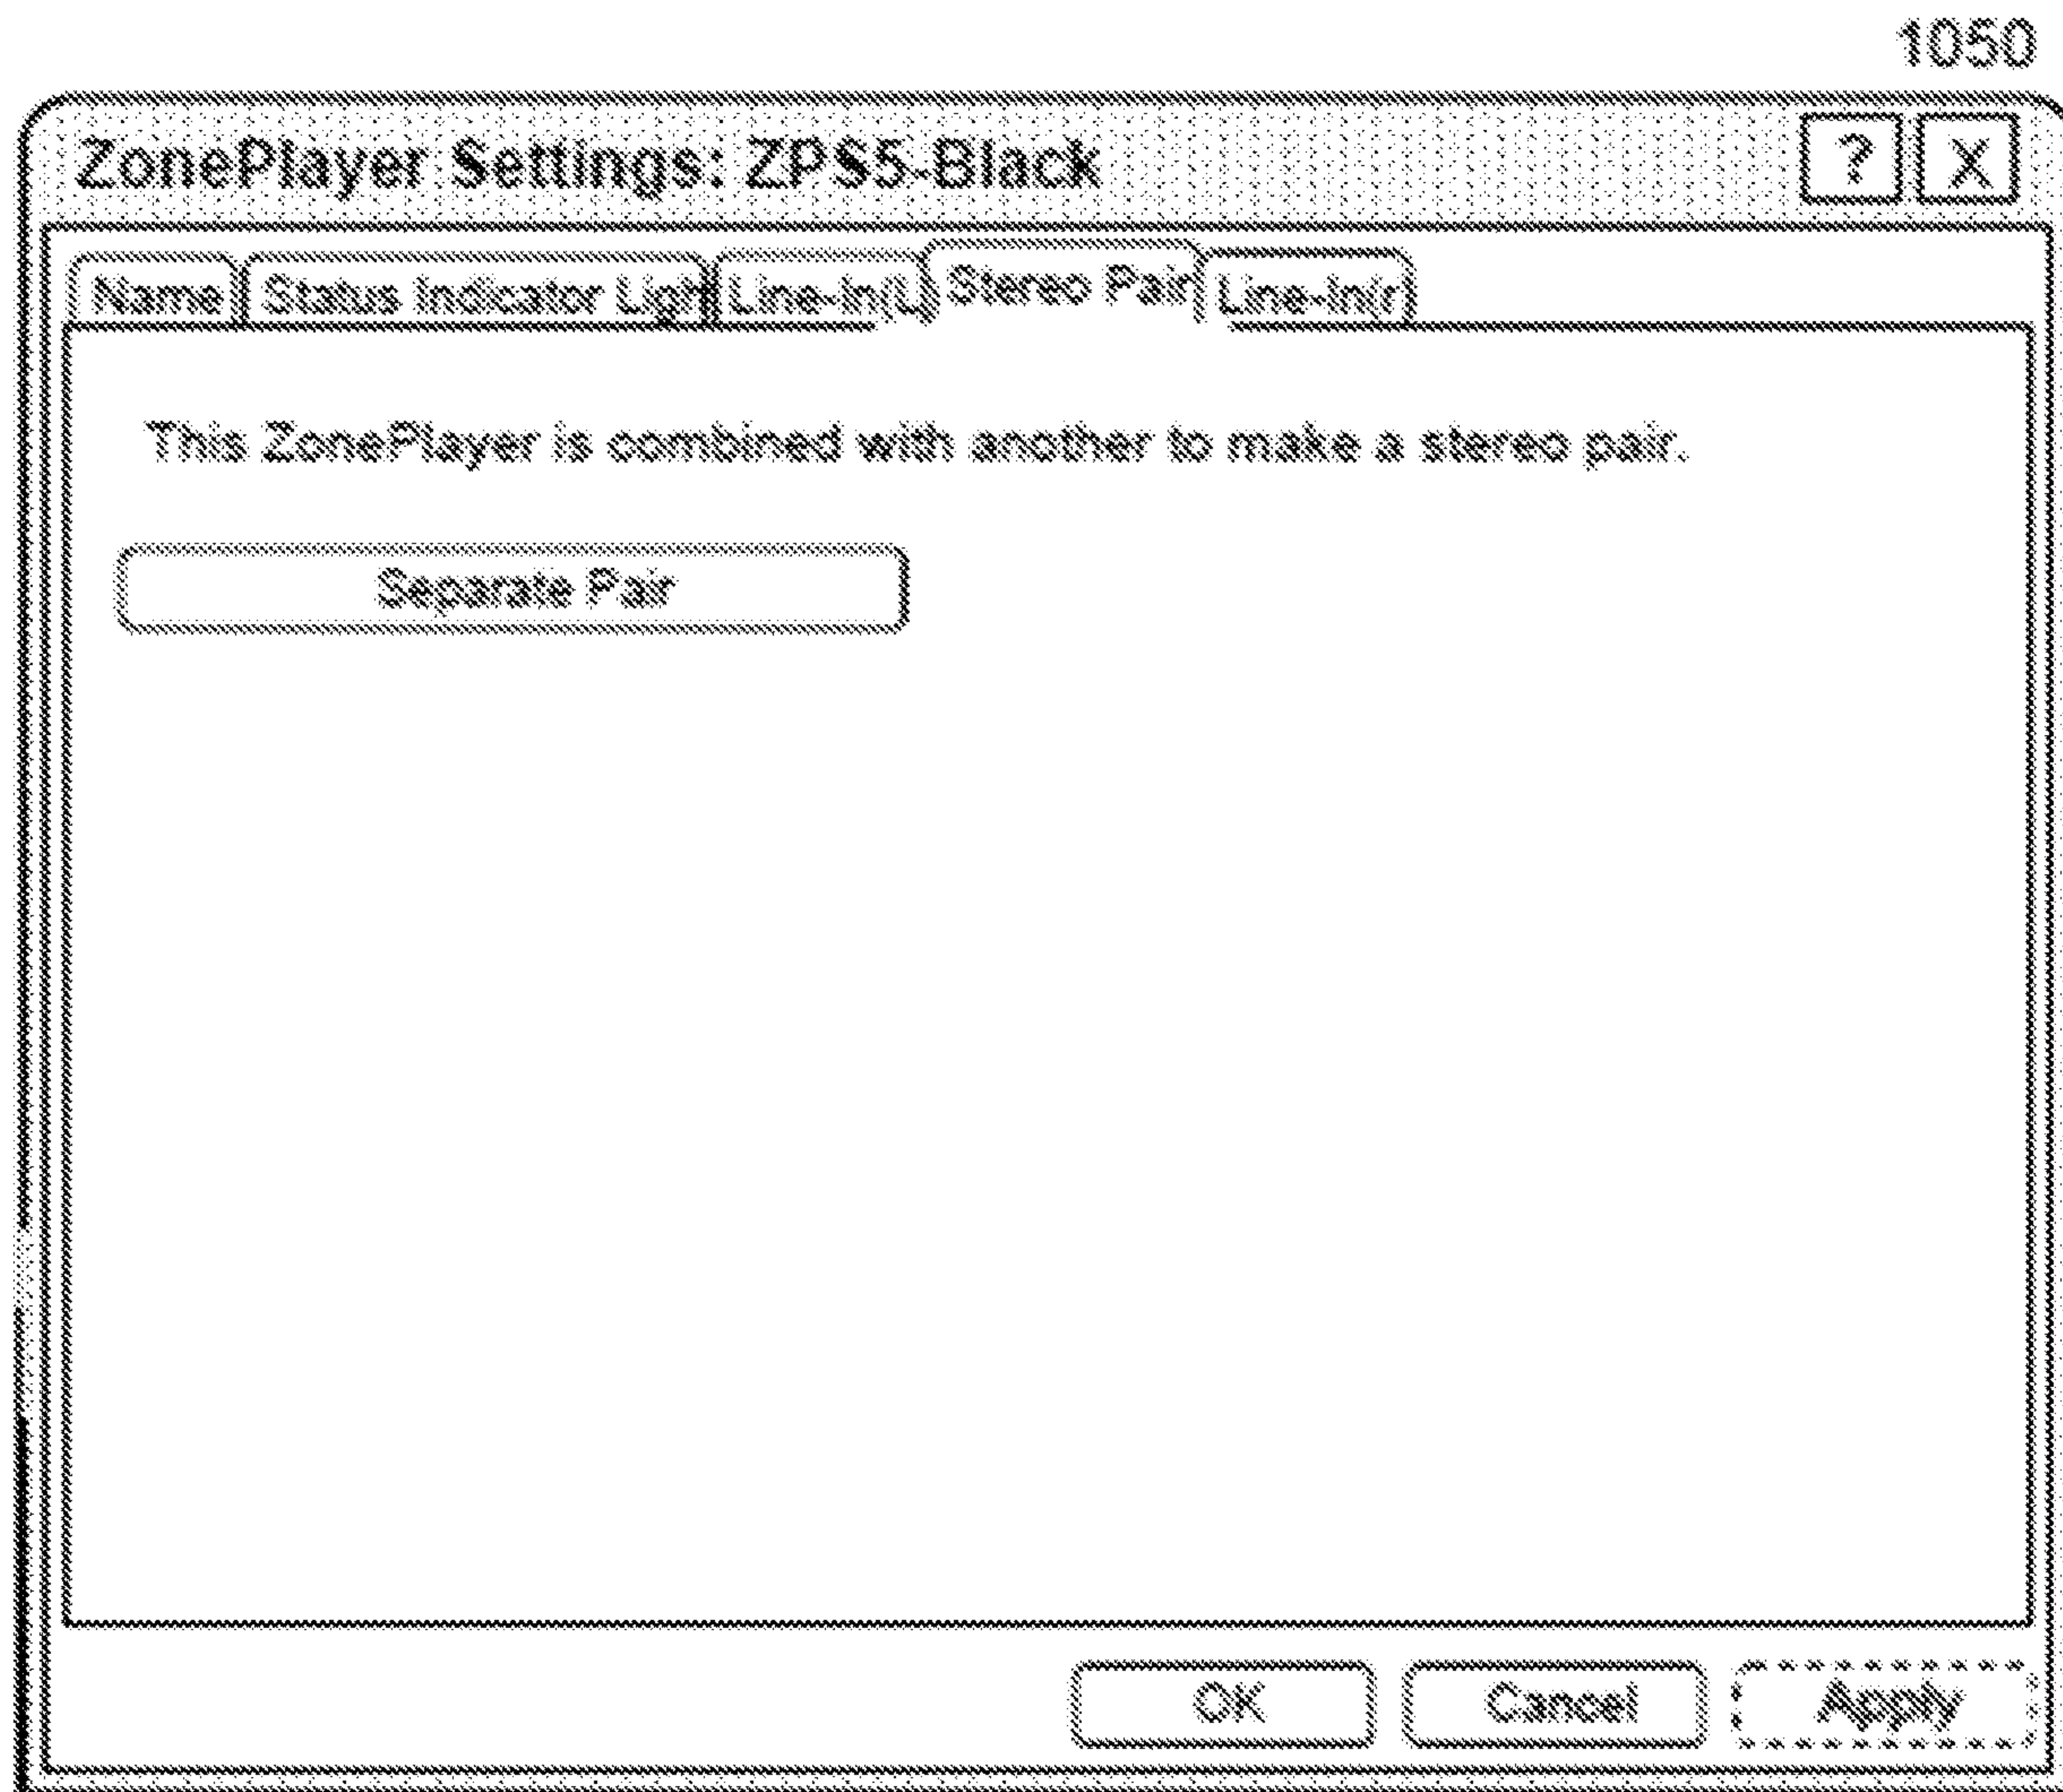 1050
ZonePlayer Settings: ZPS5-Black ? X
Name Status Indicator Ligh Line-In(L) Stereo Pair Line-In(r)
This ZonePlayer is combined with another to make a stereo pair.
Separate Pair
OK Cancel Apply